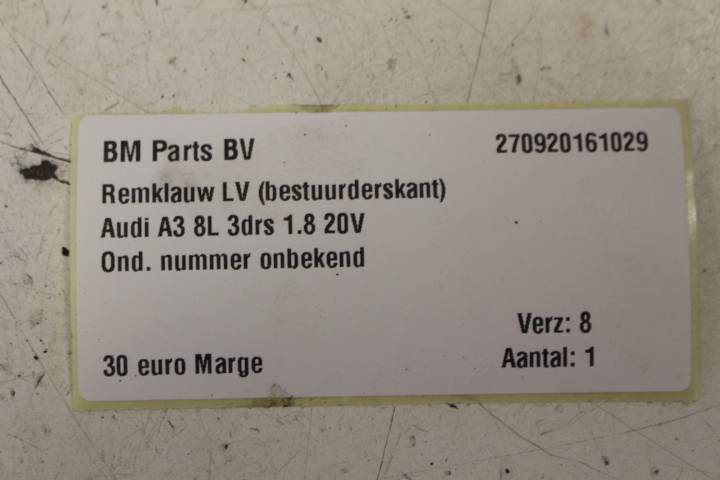 BM Parts BV 270920161029
Remklauw LV (bestuurderskant)
Audi A3 8L 3drs 1.8 20V
Ond. nummer onbekend
Verz: 8
30 euro Marge Aantal: 1